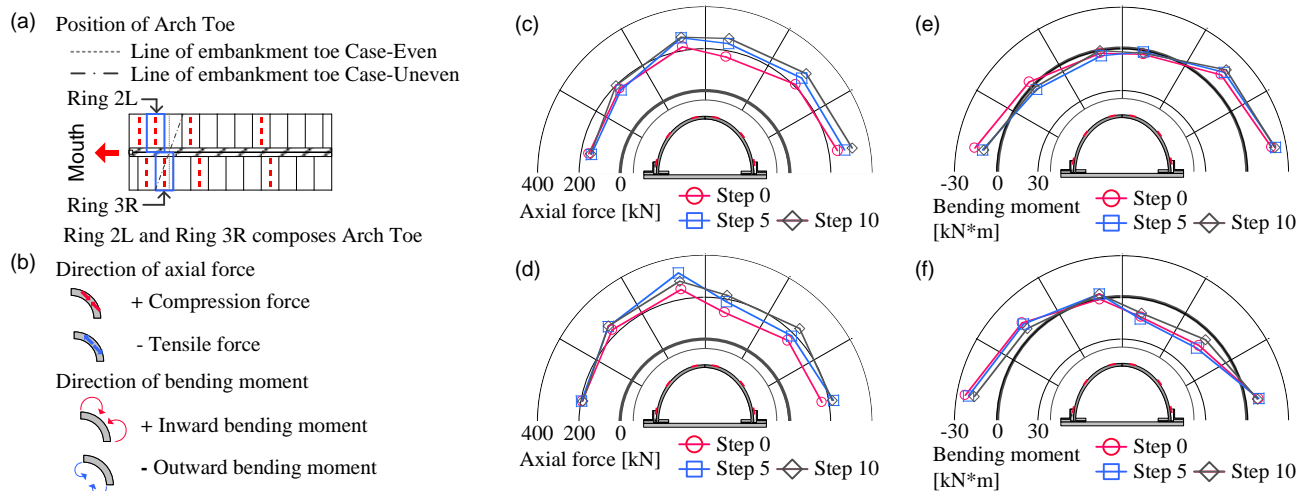 (a)
Position of Arch Toe
Line of embankment toe Case-Even
Line of embankment toe Case-Uneven
Ring 2L
Mouth
Ring 3R
Ring 2L and Ring 3R composes Arch Toe
(b)
Direction of axial force
+ Compression force
- Tensile force
Direction of bending moment
+ Inward bending moment
- Outward bending moment
(c)
400 200 0
Axial force [kN]
Step 0
Step 5 Step 10
(d)
400 200 0
Axial force [kN]
Step 0
Step 5 Step 10
(e)
-30 0 30
Bending moment
[kN*m]
Step 0
Step 5 Step 10
(f)
-30 0 30
Bending moment
[kN*m]
Step 0
Step 5 Step 10